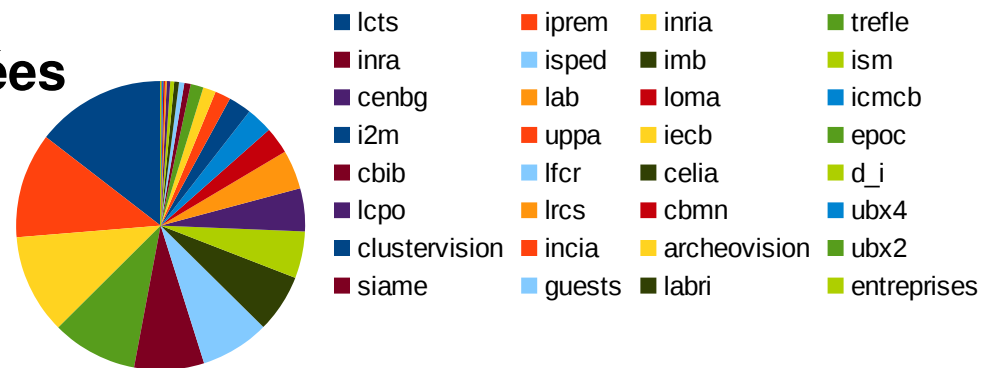 ées
lcts iprem inria trefle
inra isped imb ism
cenbg lab loma icmcb
i2m uppa iecb epoc
cbib lfcr celia d_i
lcpo lrcs cbmn ubx4
clustervision incia archeovision ubx2
siame guests labri entreprises